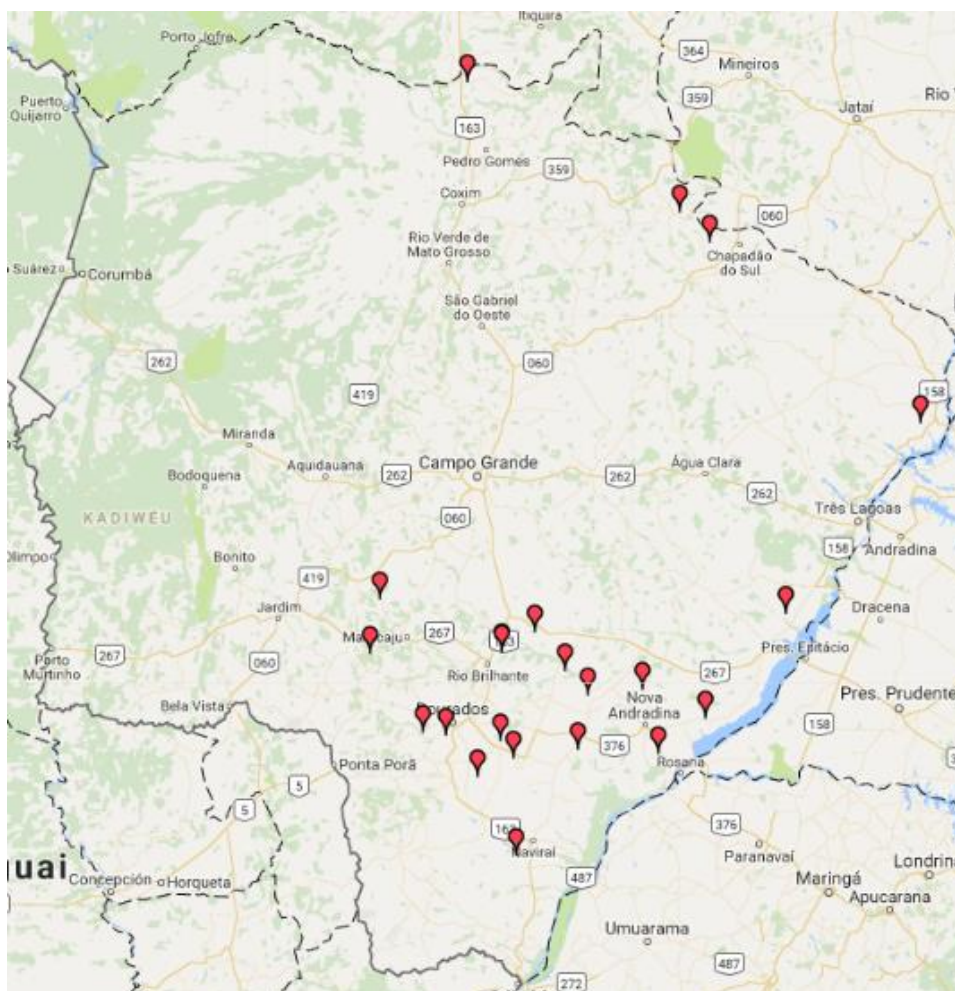 Itiquira
Porto Jofre
364
Mineiros
Puerto
Quijarro
359
Jataí
Rio V
163
Pedro Gomes
359
Coxim
060
Rio Verde de
Mato Grosso
Chapadão
do Sul
Suárez
Corumbá
São Gabriel
do Oeste
262
060
419
158
Miranda
Aquidauana
262
Campo Grande
262
Água Clara
262
Bodoquena
KADIWÉU
060
Três Lagoas
158
Andradina
Olimpo
Bonito
419
Jardim
Dracena
267
267
Pres. Epitácio
Porto
Murtinho
267
060
Rio Brilhante
267
Bela Vista
Nova
Andradina
Pres. Prudente
158
376
Ponta Porã
Rosana
5
5
376
Naviraí
Paranavaí
guai
Londrina
Concepción
Horqueta
487
Maringá
Apucarana
Umuarama
487
272